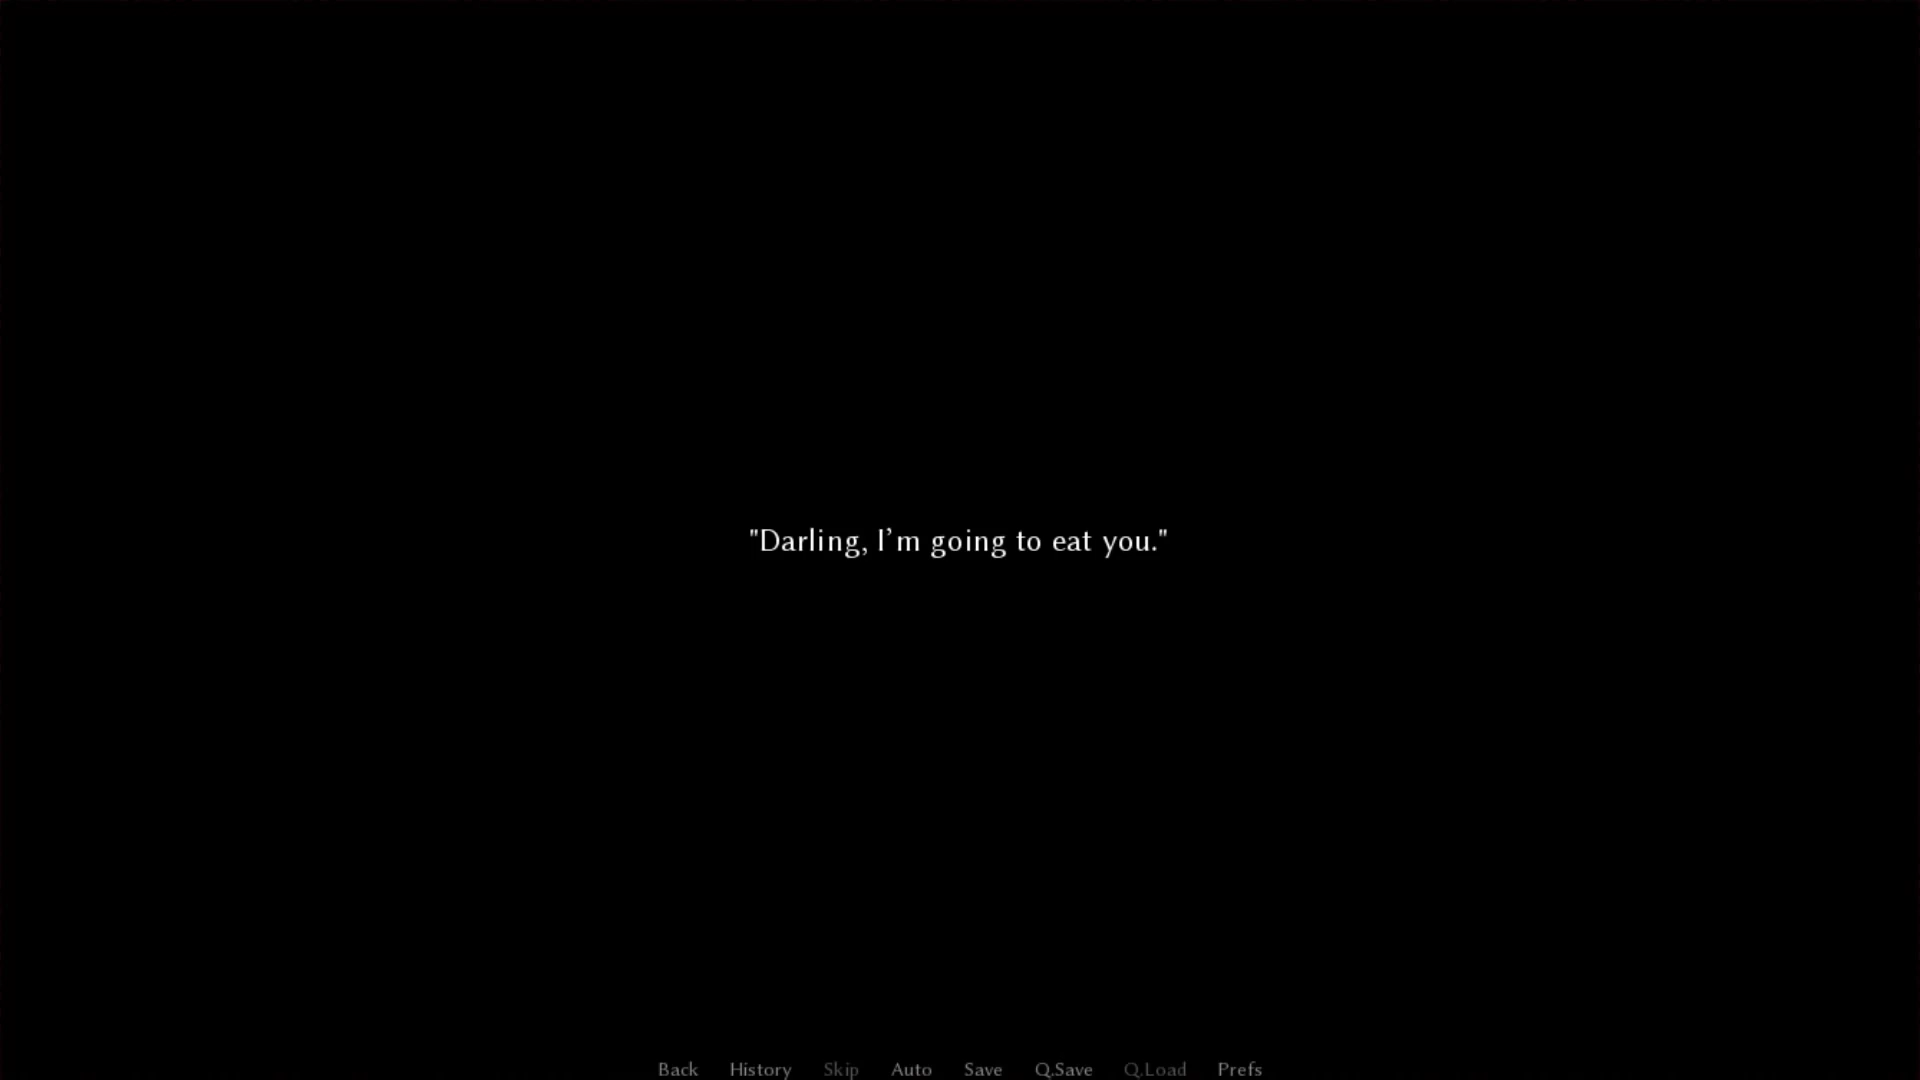 "Darling, I’m going to eat you."
Back History Skip Auto Save Q.Save Q.Load Prefs